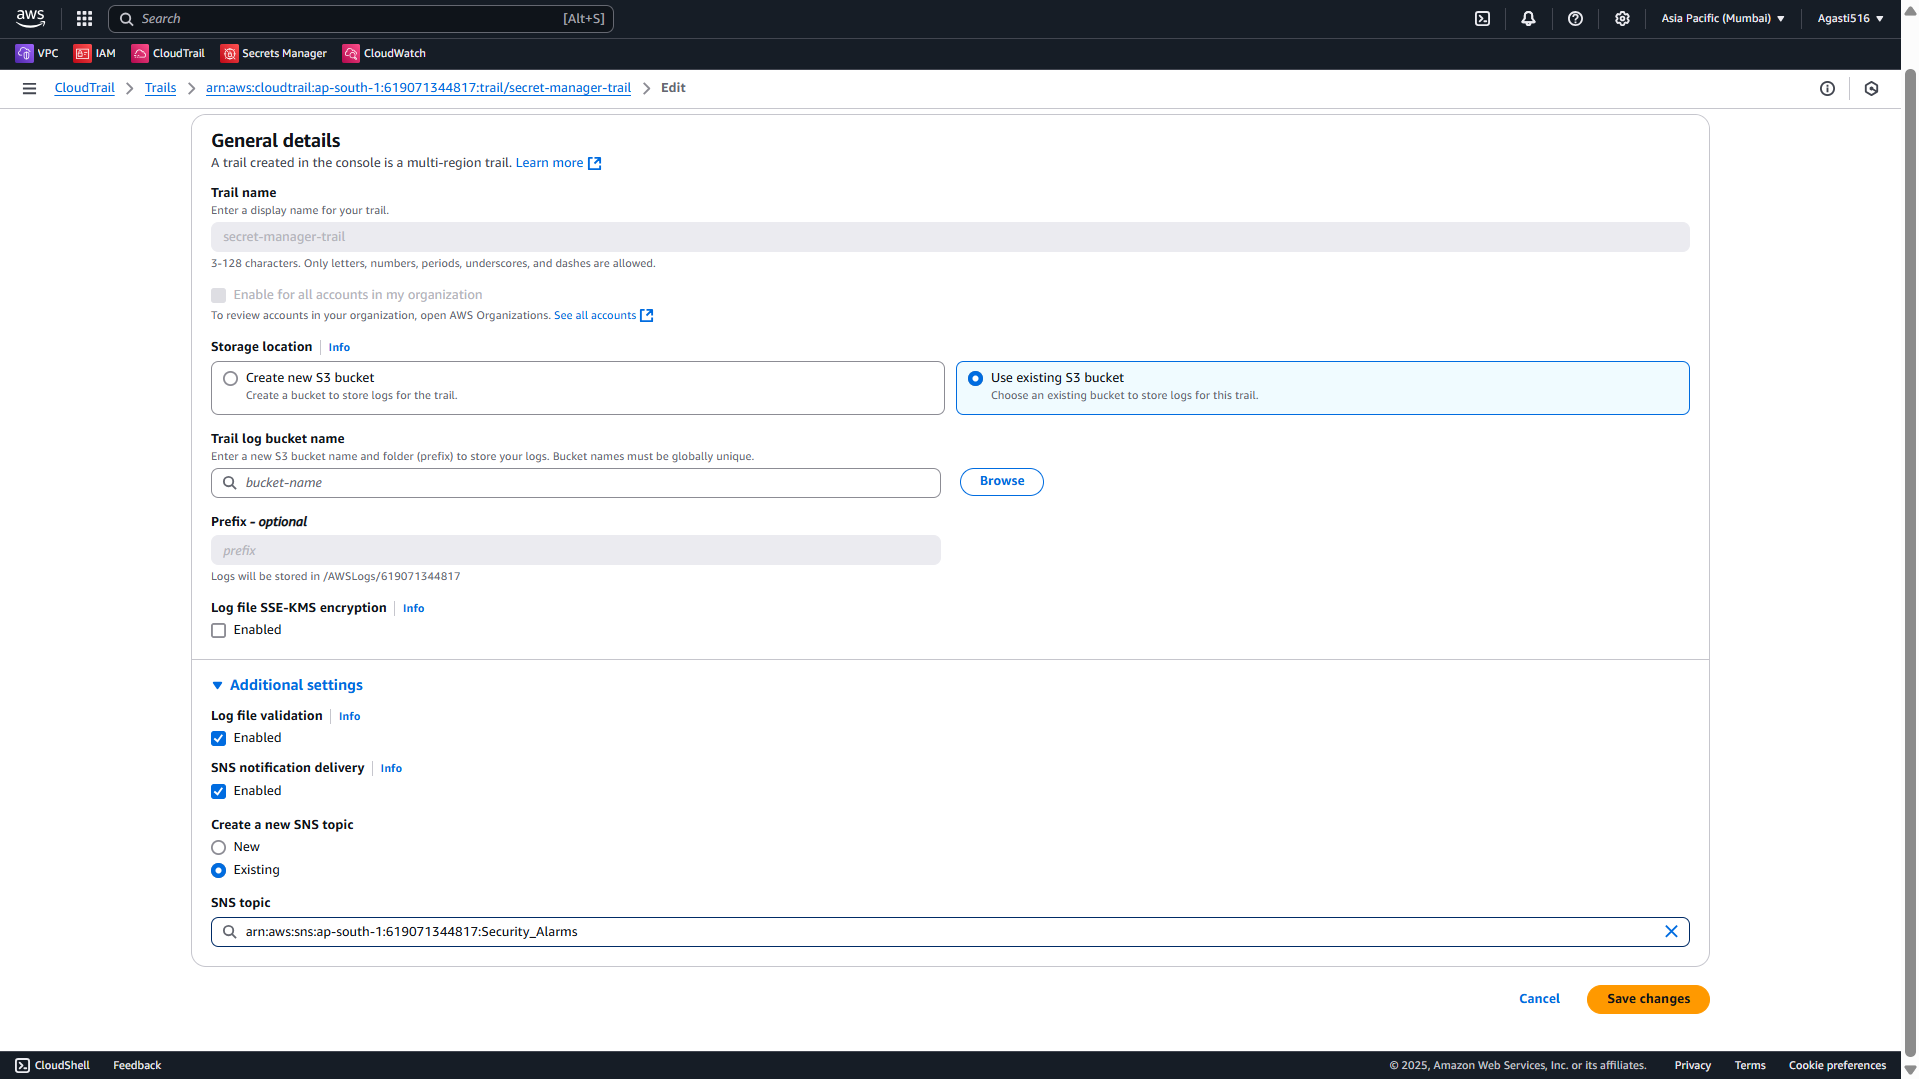 aws
Search [Alt+S]
Asia Pacific (Mumbai) ▼ Agasti516 ▼
VPC IAM CloudTrail Secrets Manager CloudWatch
CloudTrail > Trails > arn:aws:cloudtrail:ap-south-1:619071344817:trail/secret-manager-trail > Edit
General details
A trail created in the console is a multi-region trail. Learn more
Trail name
Enter a display name for your trail.
secret-manager-trail
3-128 characters. Only letters, numbers, periods, underscores, and dashes are allowed.
Enable for all accounts in my organization
To review accounts in your organization, open AWS Organizations. See all accounts
Storage location Info
Create new S3 bucket
Create a bucket to store logs for the trail.
Use existing S3 bucket
Choose an existing bucket to store logs for this trail.
Trail log bucket name
Enter a new S3 bucket name and folder (prefix) to store your logs. Bucket names must be globally unique.
bucket-name
Browse
Prefix - optional
prefix
Logs will be stored in /AWSLogs/619071344817
Log file SSE-KMS encryption Info
Enabled
Additional settings
Log file validation Info
Enabled
SNS notification delivery Info
Enabled
Create a new SNS topic
New
Existing
SNS topic
arn:aws:sns:ap-south-1:619071344817:Security_Alarms
Cancel Save changes
CloudShell Feedback © 2025, Amazon Web Services, Inc. or its affiliates. Privacy Terms Cookie preferences